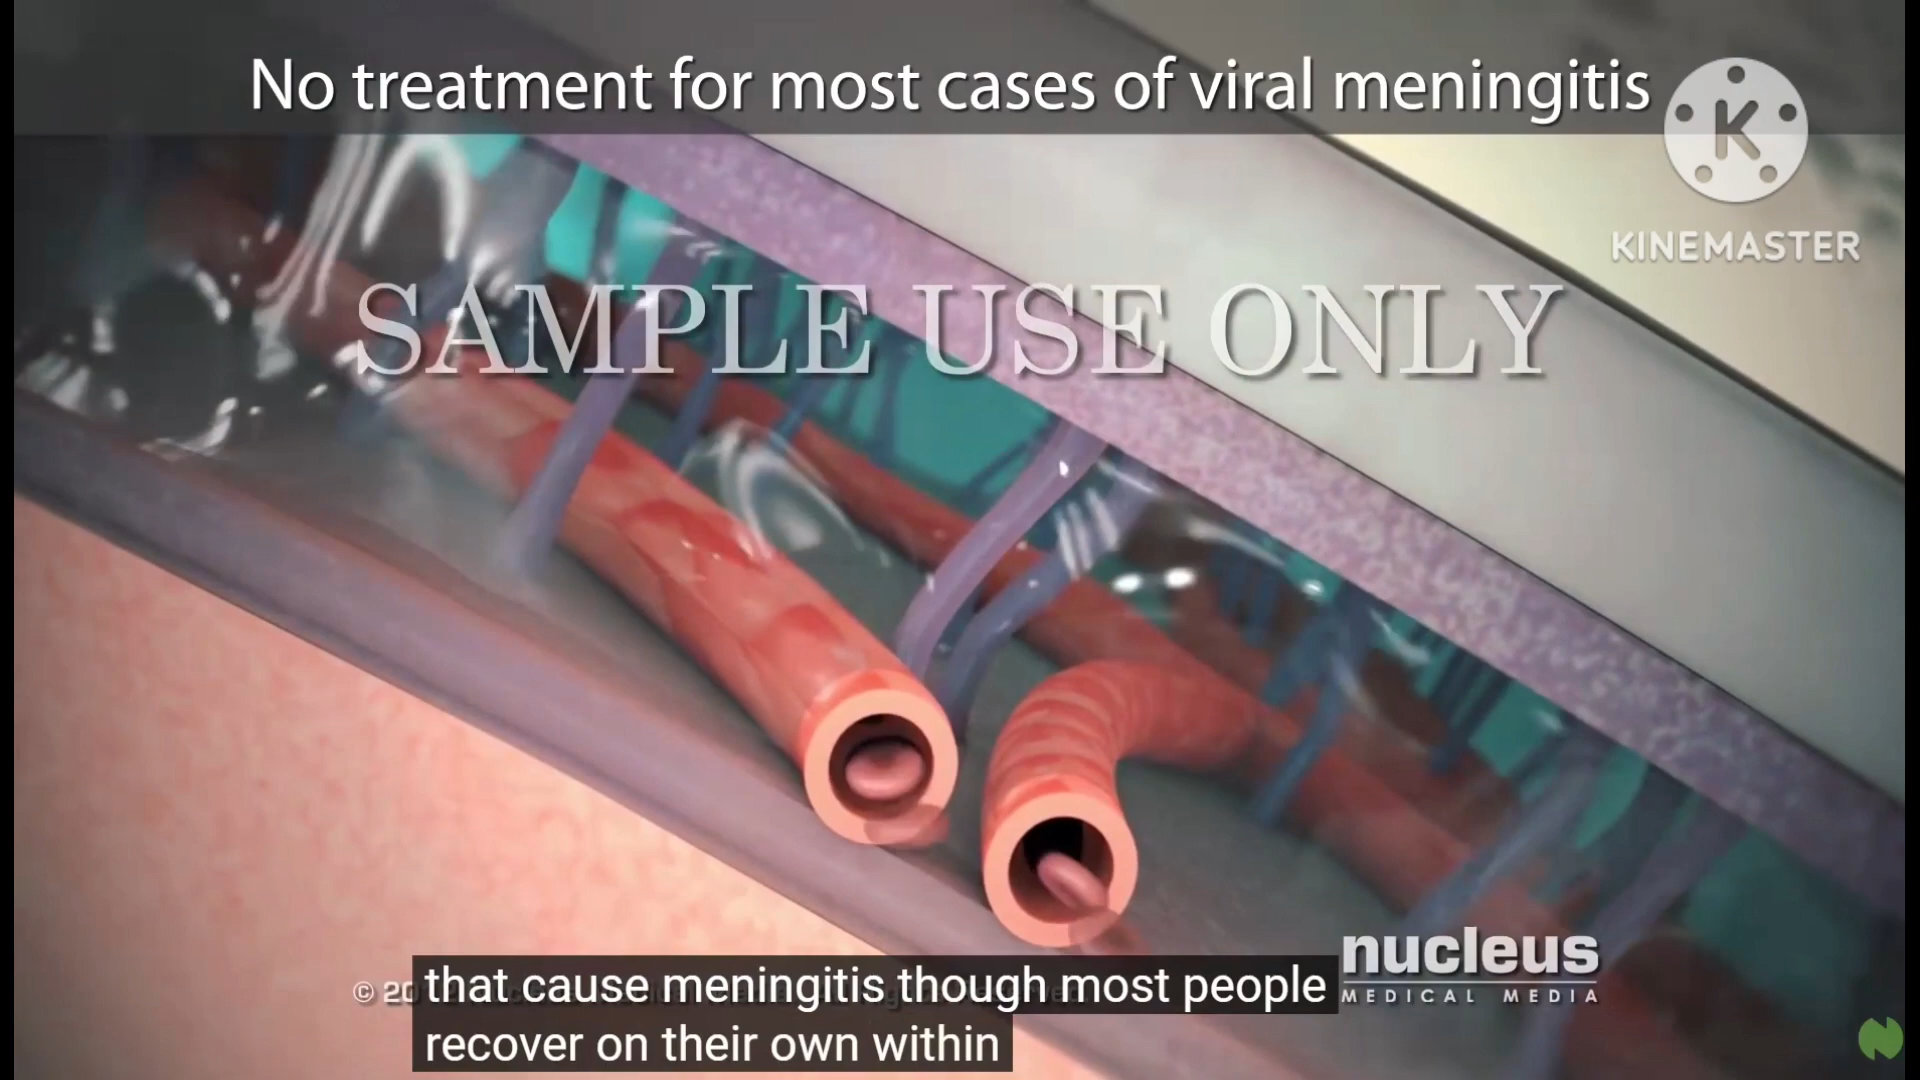 No treatment for most cases of viral meningitis
K
KINEMASTER
SAMPLE USE ONLY
nucleus
MEDICAL MEDIA
© 20
that cause meningitis though most people
recover on their own within